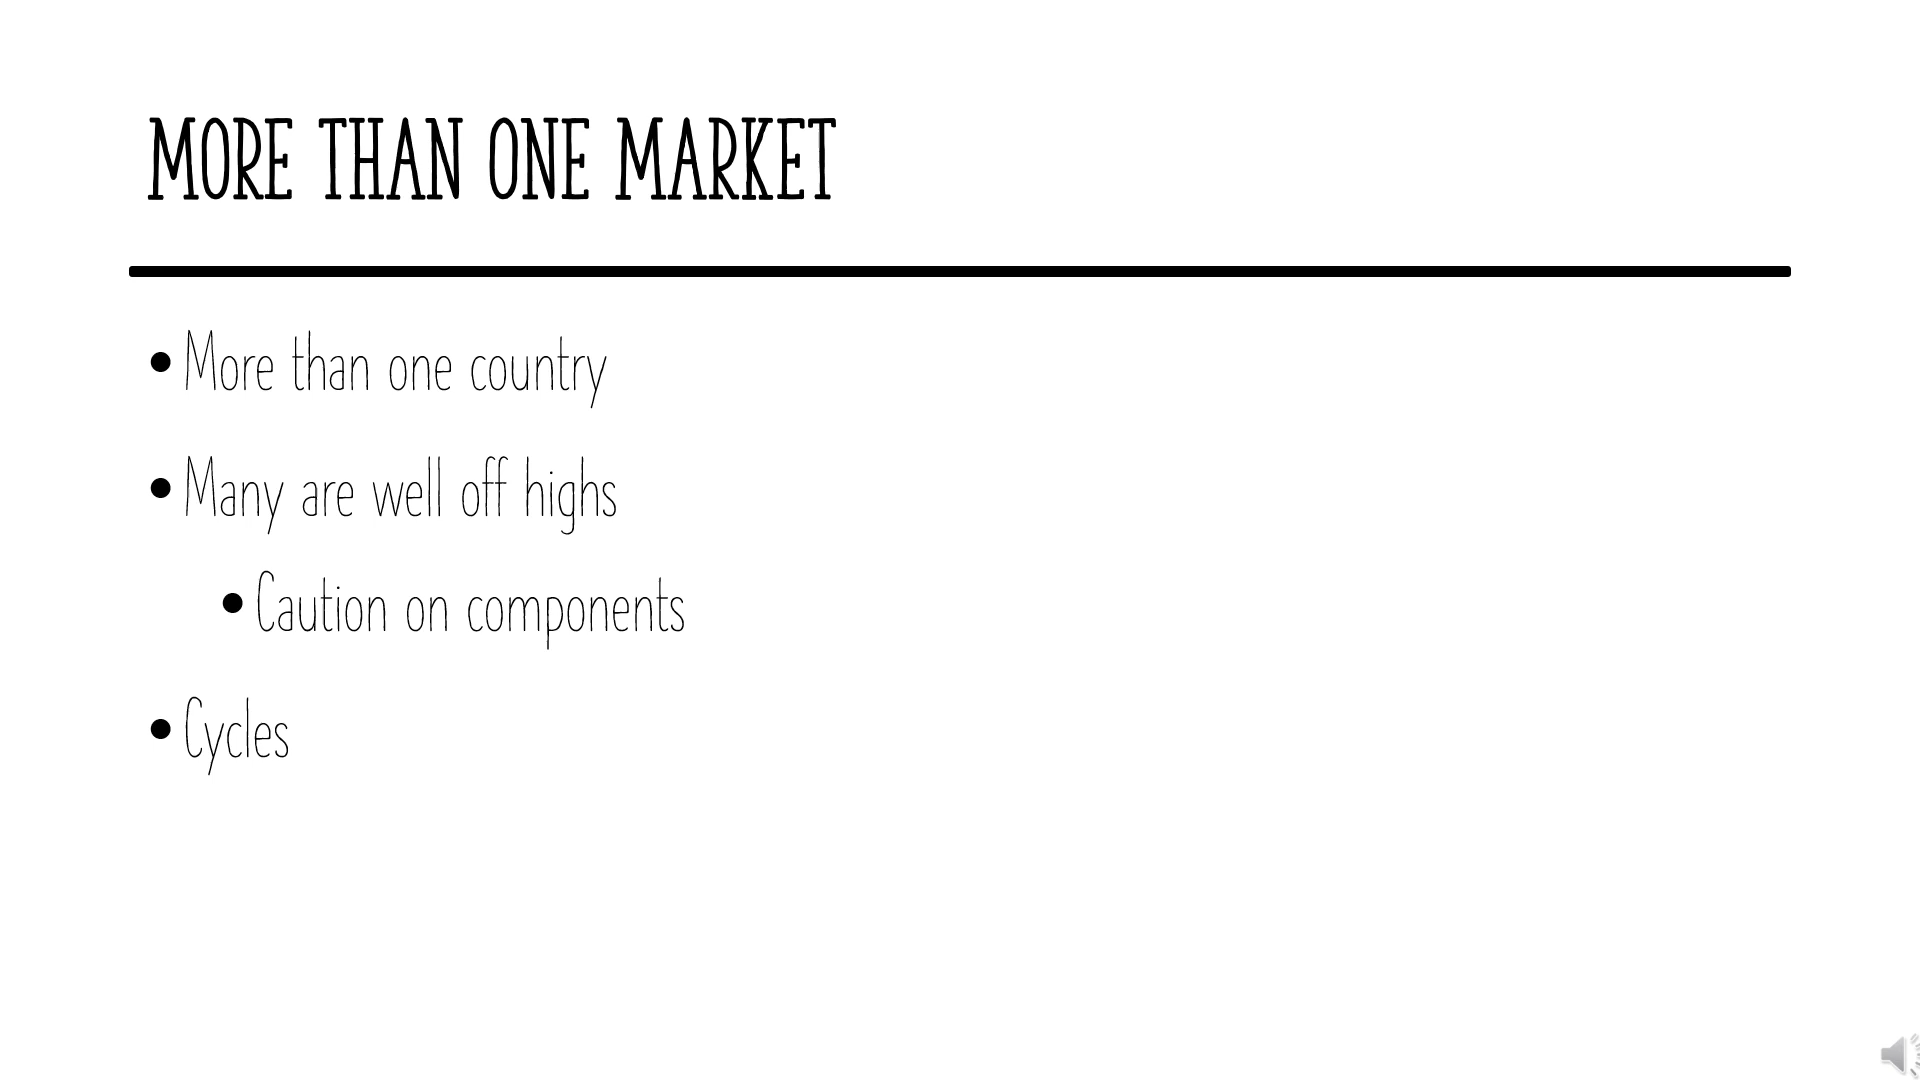 MORE THAN ONE MARKET
• More than one country
• Many are well off highs
• Caution on components
• Cycles